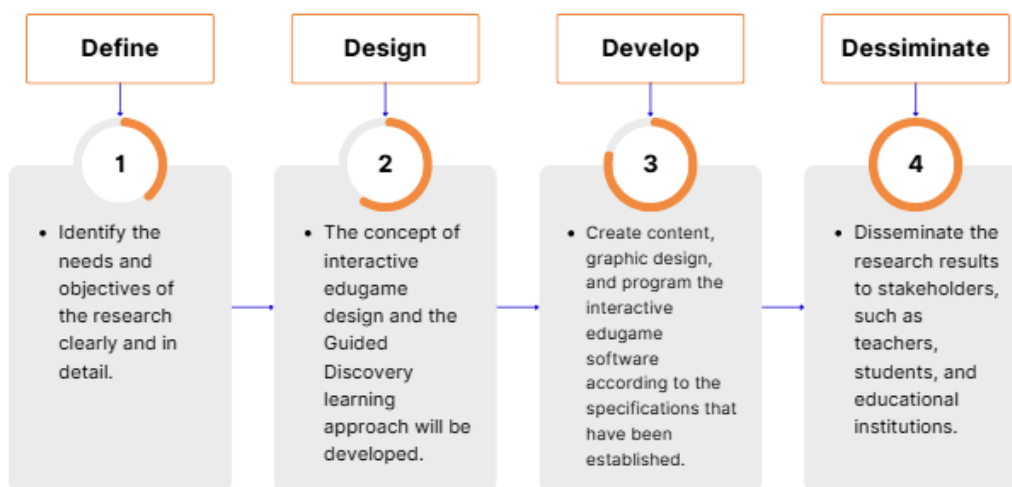 Define
Design
Develop
Dessiminate
1
2
3
4
• Identify the
needs and
objectives of
the research
clearly and in
detail.
• The concept of
interactive
edugame
design and the
Guided
Discovery
learning
approach will be
developed.
• Create content,
graphic design,
and program the
interactive
edugame
software
according to the
specifications that
have been
established.
• Disseminate the
research results
to stakeholders,
such as
teachers,
students, and
educational
institutions.